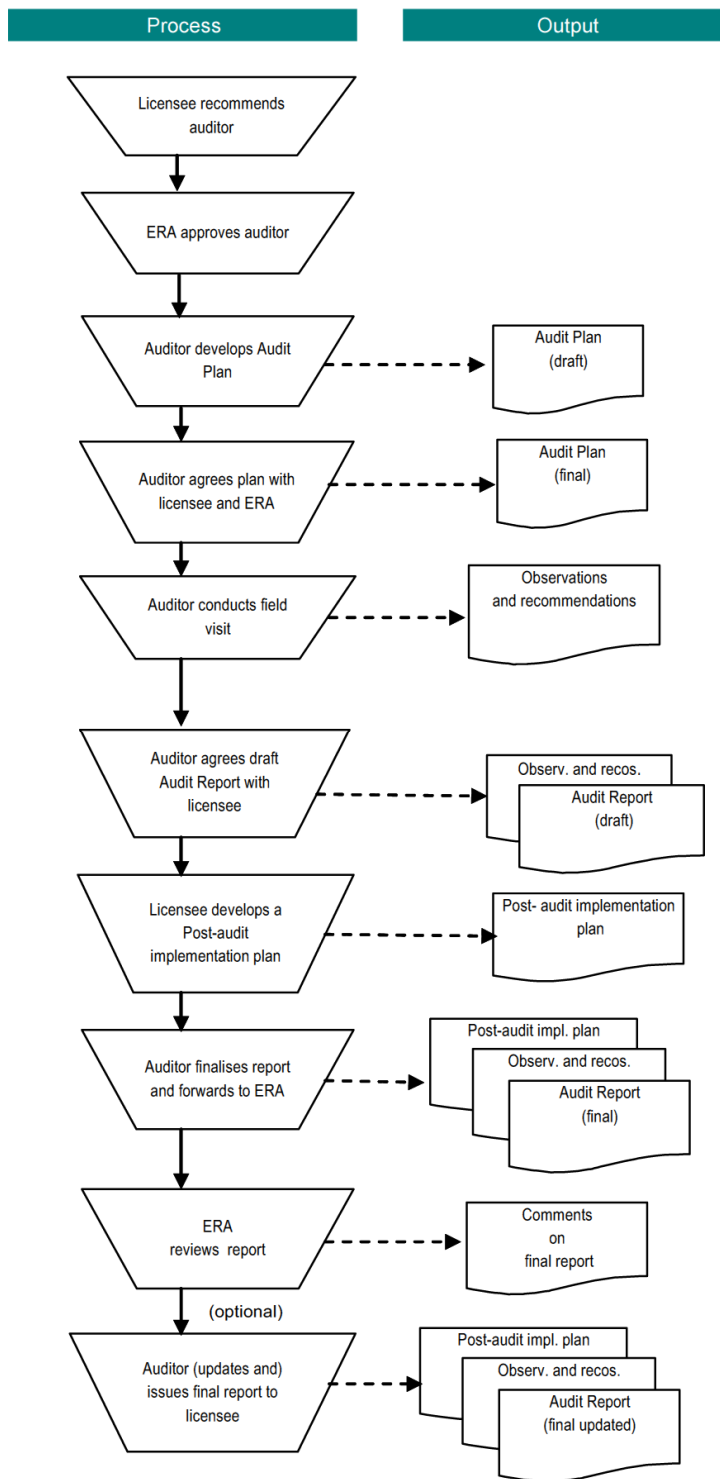 Process
Output
Licensee recommends
auditor
ERA approves auditor
Auditor develops Audit
Plan
Audit Plan
(draft)
Auditor agrees plan with
licensee and ERA
Audit Plan
(final)
Auditor conducts field
visit
Observations
and recommendations
Auditor agrees draft
Audit Report with
licensee
Observ. and recos.
Audit Report
(draft)
Licensee develops a
Post-audit
implementation plan
Post- audit implementation
plan
Auditor finalises report
and forwards to ERA
Post-audit impl. plan
Observ. and recos.
Audit Report
(final)
ERA
reviews report
Comments
on
final report
(optional)
Auditor (updates and)
issues final report to
licensee
Post-audit impl. plan
Observ. and recos.
Audit Report
(final updated)